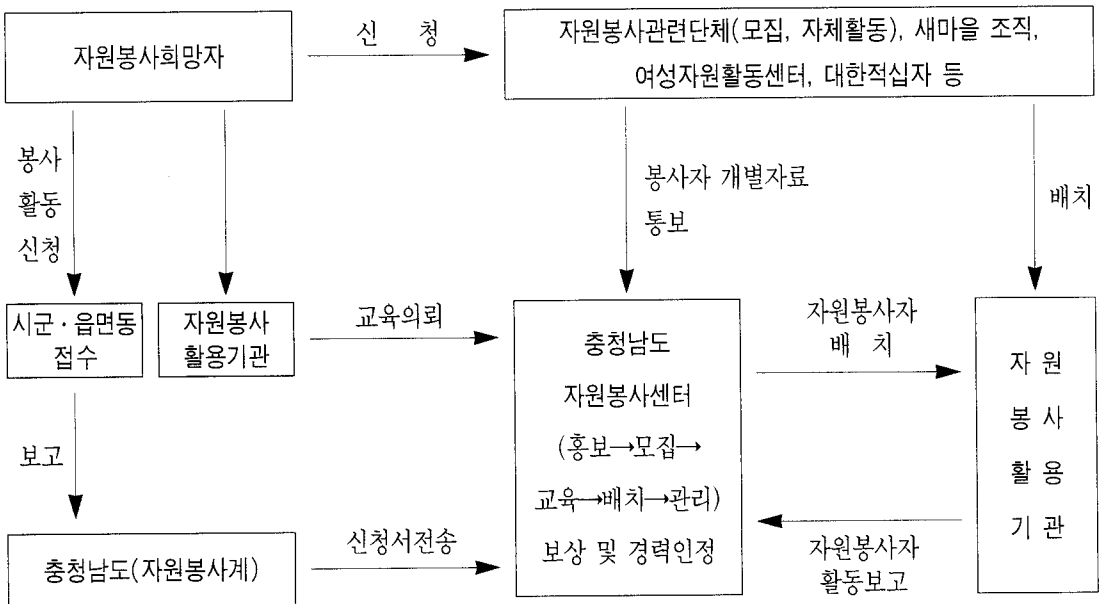 자원봉사희망자
신 청
자원봉사관련단체(모집, 자체활동), 새마을 조직,
여성자원활동센터, 대한적십자 등
봉사
활동
신청
봉사자 개별자료
통보
배치
시군·읍면동
접수
자원봉사
활용기관
교육의뢰
충청남도
자원봉사센터
(홍보→모집→
교육→배치→관리)
보상 및 경력인정
자원봉사자
배 치
자 원
봉 사
활 용
기 관
보고
충청남도(자원봉사계)
신청서전송
자원봉사자
활동보고